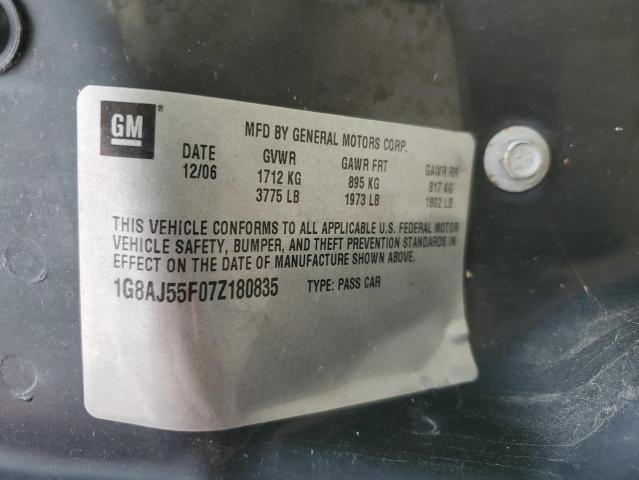 GM ®
MFD BY GENERAL MOTORS CORP.
DATE GVWR GAWR FRT GAWR RR
12/06 1712 KG 895 KG 817 KG
3775 LB 1973 LB 1802 LB
THIS VEHICLE CONFORMS TO ALL APPLICABLE U.S. FEDERAL MOTOR
VEHICLE SAFETY, BUMPER, AND THEFT PREVENTION STANDARDS IN
EFFECT ON THE DATE OF MANUFACTURE SHOWN ABOVE.
1G8AJ55F07Z180835 TYPE: PASS CAR